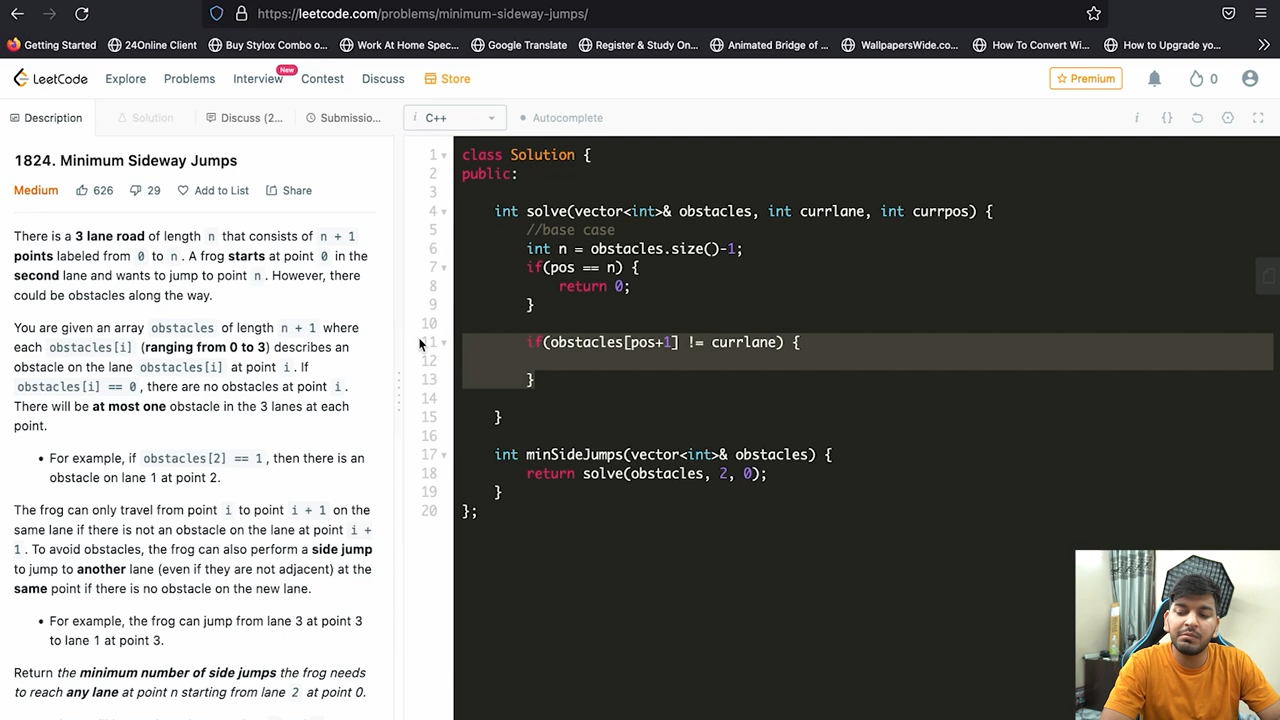 https://leetcode.com/problems/minimum-sideway-jumps/
Getting Started 24Online Client Buy Stylox Combo o... Work At Home Spec... Google Translate Register & Study On... Animated Bridge of ... WallpapersWide.co... How To Convert Wi... How to Upgrade yo...
LeetCode Explore Problems Interview New Contest Discuss Store Premium 0
Description Solution Discuss (2... Submissio... i C++ Autocomplete
1824. Minimum Sideway Jumps
Medium 626 29 Add to List Share
There is a 3 lane road of length n that consists of n + 1
points labeled from 0 to n. A frog starts at point 0 in the
second lane and wants to jump to point n. However, there
could be obstacles along the way.
You are given an array obstacles of length n + 1 where
each obstacles[i] (ranging from 0 to 3) describes an
obstacle on the lane obstacles[i] at point i. If
obstacles[i] == 0, there are no obstacles at point i.
There will be at most one obstacle in the 3 lanes at each
point.
• For example, if obstacles[2] == 1, then there is an
obstacle on lane 1 at point 2.
The frog can only travel from point i to point i + 1 on the
same lane if there is not an obstacle on the lane at point i +
1. To avoid obstacles, the frog can also perform a side jump
to jump to another lane (even if they are not adjacent) at the
same point if there is no obstacle on the new lane.
• For example, the frog can jump from lane 3 at point 3
to lane 1 at point 3.
Return the minimum number of side jumps the frog needs
to reach any lane at point n starting from lane 2 at point 0.
1 class Solution {
2 public:
3
4 int solve(vector<int>& obstacles, int currlane, int currpos) {
5 //base case
6 int n = obstacles.size()-1;
7 if(pos == n) {
8 return 0;
9 }
10
11 if(obstacles[pos+1] != currlane) {
12
13 }
14
15 }
16
17 int minSideJumps(vector<int>& obstacles) {
18 return solve(obstacles, 2, 0);
19 }
20 };